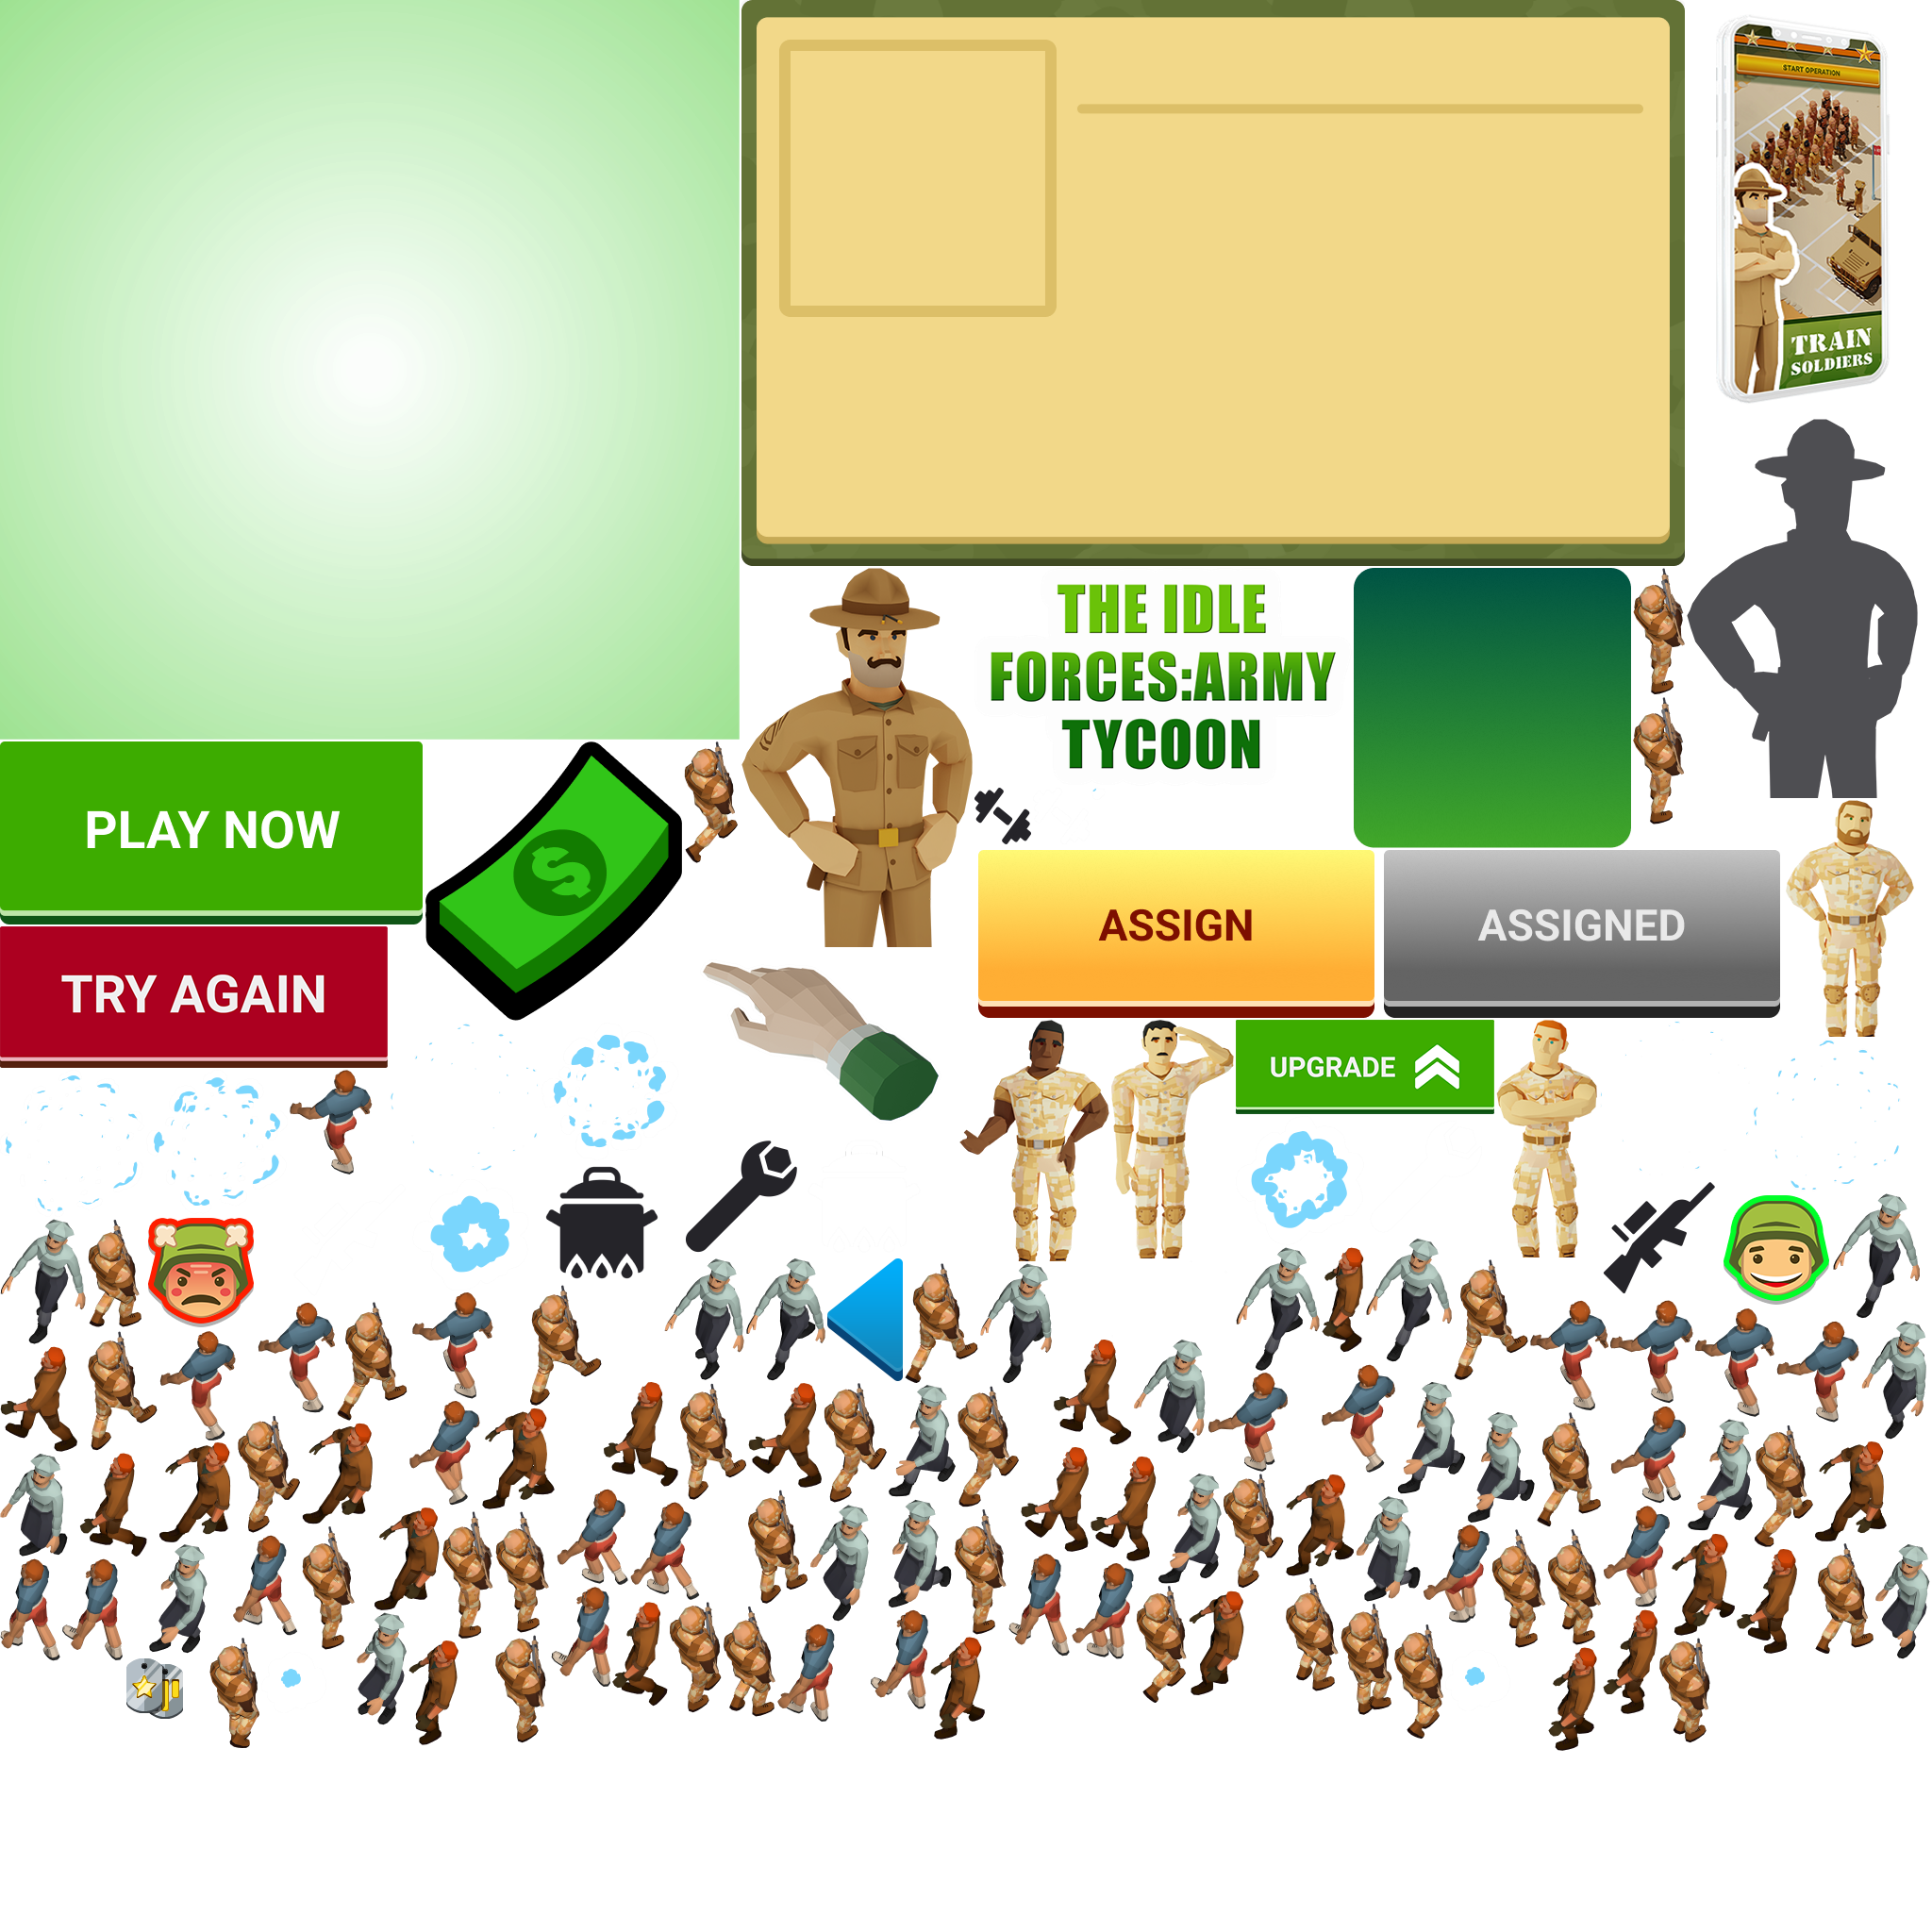 START OPERATION
TRAIN
SOLDIERS
THE IDLE
FORCES:ARMY
TYCOON
PLAY NOW
ASSIGN
ASSIGNED
TRY AGAIN
UPGRADE